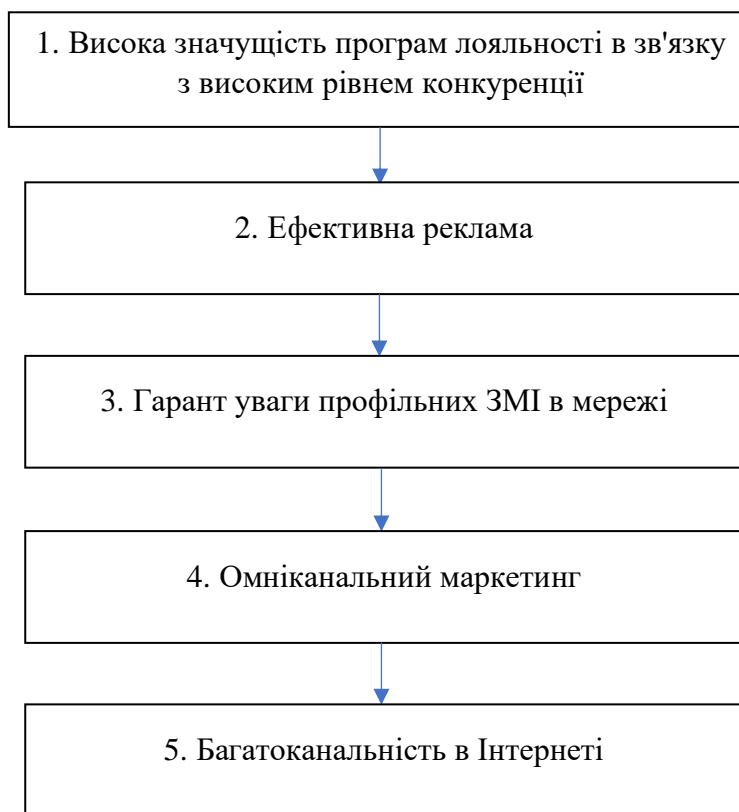 1. Висока значущість програм лояльності в зв'язку
з високим рівнем конкуренції
2. Ефективна реклама
3. Гарант уваги профільних ЗМІ в мережі
4. Омніканальний маркетинг
5. Багатоканальність в Інтернеті